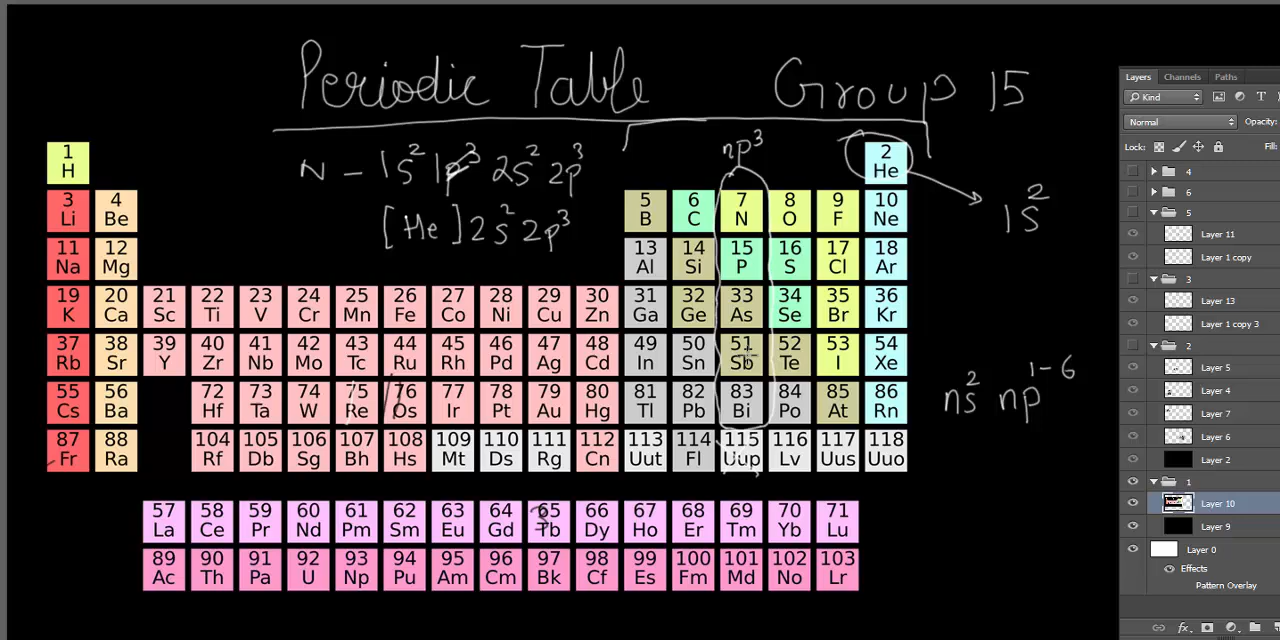 Periodic Table Group 15
N - 1s² 1p³ 2s² 2p³
[He] 2s² 2p³
np³
1s²
ns² np¹⁻⁶
1 2
H He
3 4 5 6 7 8 9 10
Li Be B C N O F Ne
11 12 13 14 15 16 17 18
Na Mg Al Si P S Cl Ar
19 20 21 22 23 24 25 26 27 28 29 30 31 32 33 34 35 36
K Ca Sc Ti V Cr Mn Fe Co Ni Cu Zn Ga Ge As Se Br Kr
37 38 39 40 41 42 43 44 45 46 47 48 49 50 51 52 53 54
Rb Sr Y Zr Nb Mo Tc Ru Rh Pd Ag Cd In Sn Sb Te I Xe
55 56 72 73 74 75 76 77 78 79 80 81 82 83 84 85 86
Cs Ba Hf Ta W Re Os Ir Pt Au Hg Tl Pb Bi Po At Rn
87 88 104 105 106 107 108 109 110 111 112 113 114 115 116 117 118
Fr Ra Rf Db Sg Bh Hs Mt Ds Rg Cn Uut Fl Uup Lv Uus Uuo
57 58 59 60 61 62 63 64 65 66 67 68 69 70 71
La Ce Pr Nd Pm Sm Eu Gd Tb Dy Ho Er Tm Yb Lu
89 90 91 92 93 94 95 96 97 98 99 100 101 102 103
Ac Th Pa U Np Pu Am Cm Bk Cf Es Fm Md No Lr
Layers Channels Paths
Kind
Normal Opacity:
Lock: Fill:
4
6
5
Layer 11
Layer 1 copy
3
Layer 13
Layer 1 copy 3
2
Layer 5
Layer 4
Layer 7
Layer 6
Layer 2
1
Layer 10
Layer 9
Layer 0
Effects
Pattern Overlay
fx